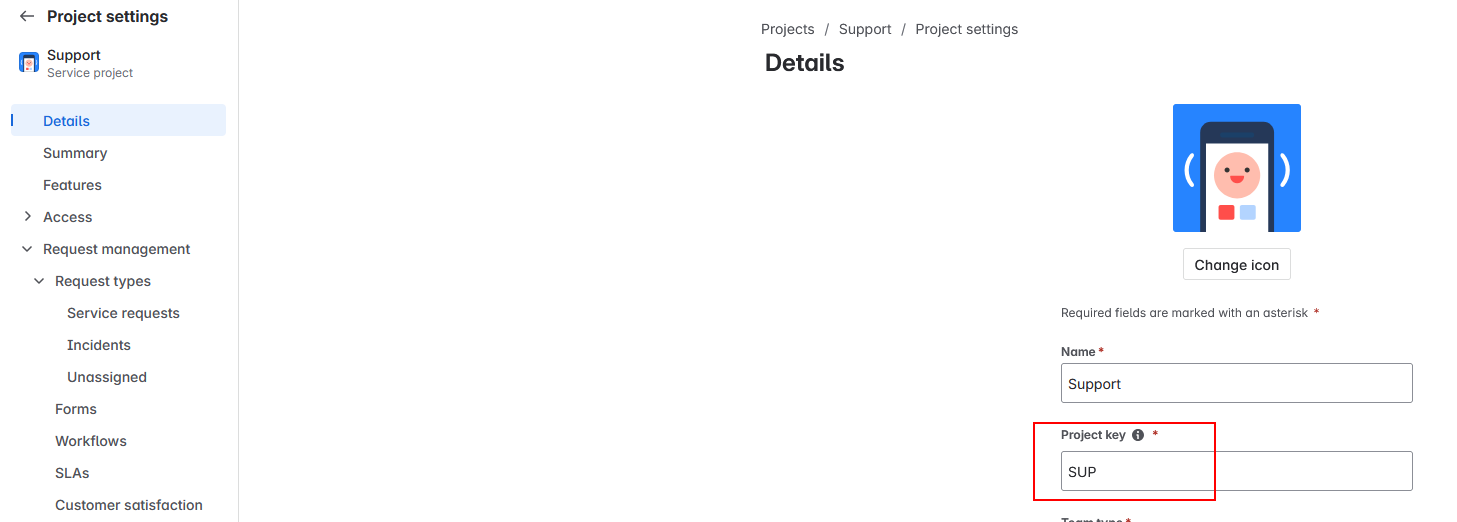 Project settings
Support
Service project
Details
Summary
Features
Access
Request management
Request types
Service requests
Incidents
Unassigned
Forms
Workflows
SLAs
Customer satisfaction
Projects / Support / Project settings
Details
Change icon
Required fields are marked with an asterisk *
Name *
Support
Project key *
SUP
Team type *